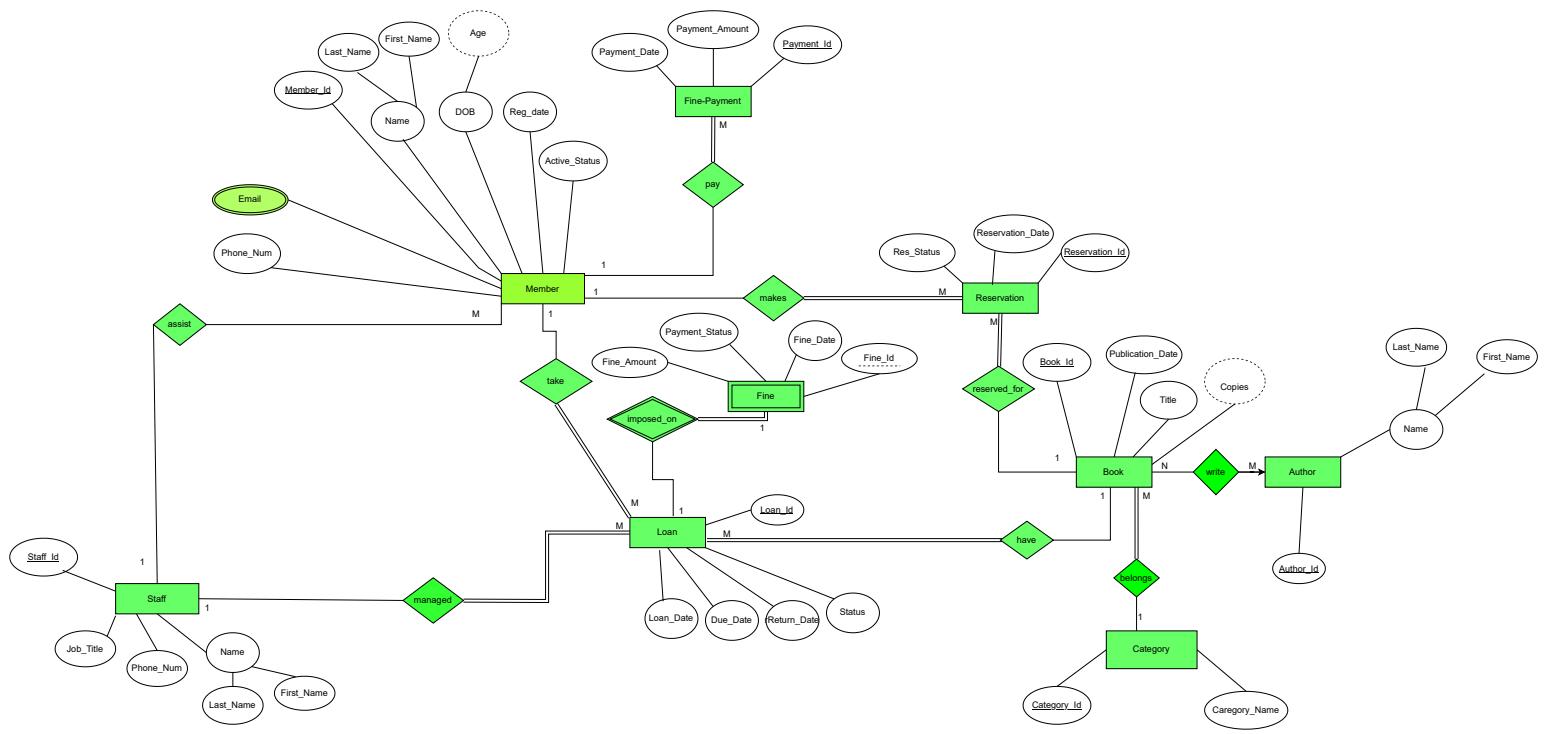 Age
Payment_Amount
First_Name
Last_Name
Payment_Date
Payment_Id
Member_Id
Fine-Payment
DOB
Reg_date
Name
M
Active_Status
pay
Email
Reservation_Date
Phone_Num
Res_Status
Reservation_Id
1
Member
1
makes
M
Reservation
M
1
assist
M
Payment_Status
Fine_Date
Last_Name
First_Name
Fine_Amount
Fine_Id
Book_Id
Publication_Date
take
reserved_for
Copies
Fine
Title
imposed_on
1
Name
1
Book
N
write
M
Author
1
M
M
Loan_Id
1
M
Loan
M
have
1
Staff_Id
belongs
Author_Id
Staff
1
managed
Loan_Date
Due_Date
Return_Date
Status
1
Job_Title
Phone_Num
Name
Category
Last_Name
First_Name
Category_Id
Caregory_Name